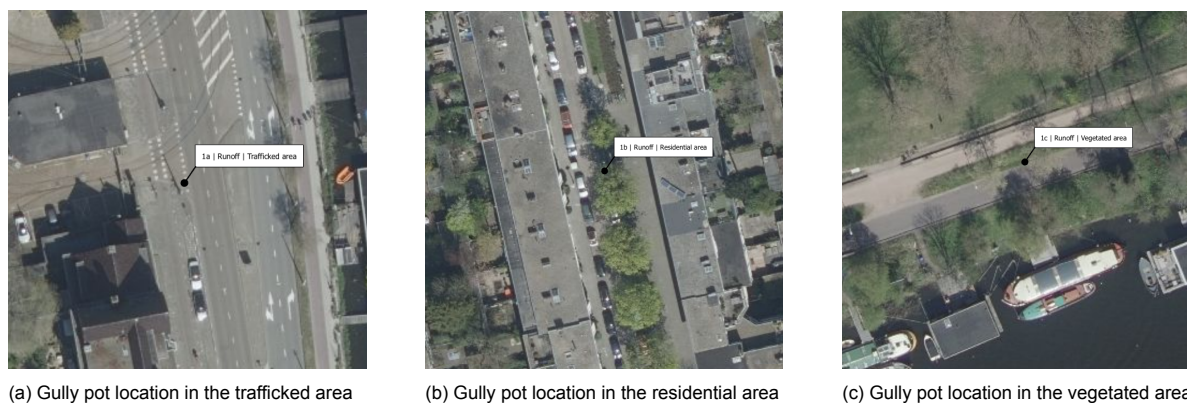 1a | Runoff | Trafficked area
1b | Runoff | Residential area
1c | Runoff | Vegetated area
(a) Gully pot location in the trafficked area
(b) Gully pot location in the residential area
(c) Gully pot location in the vegetated area